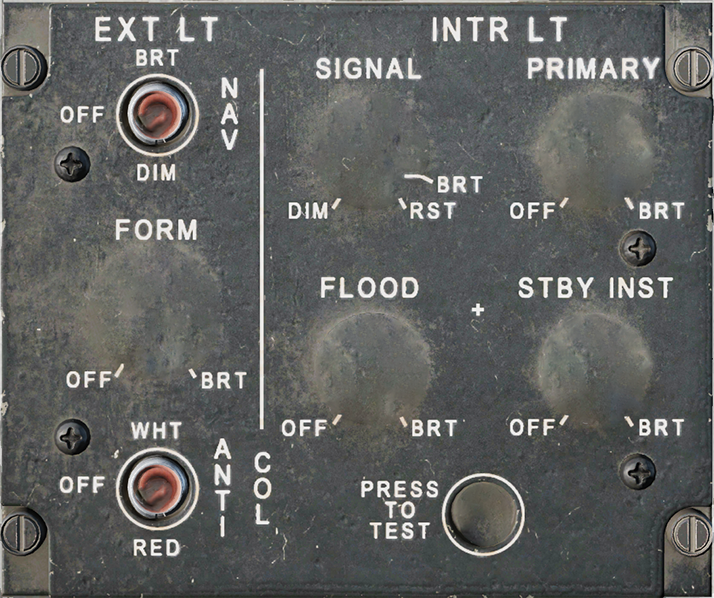 EXT LT
BRT
OFF
NAV
DIM
FORM
OFF
BRT
WHT
OFF
ANTI
COL
RED
INTR LT
SIGNAL
BRT
DIM
RST
PRIMARY
OFF
BRT
FLOOD
OFF
BRT
STBY INST
OFF
BRT
PRESS
TO
TEST